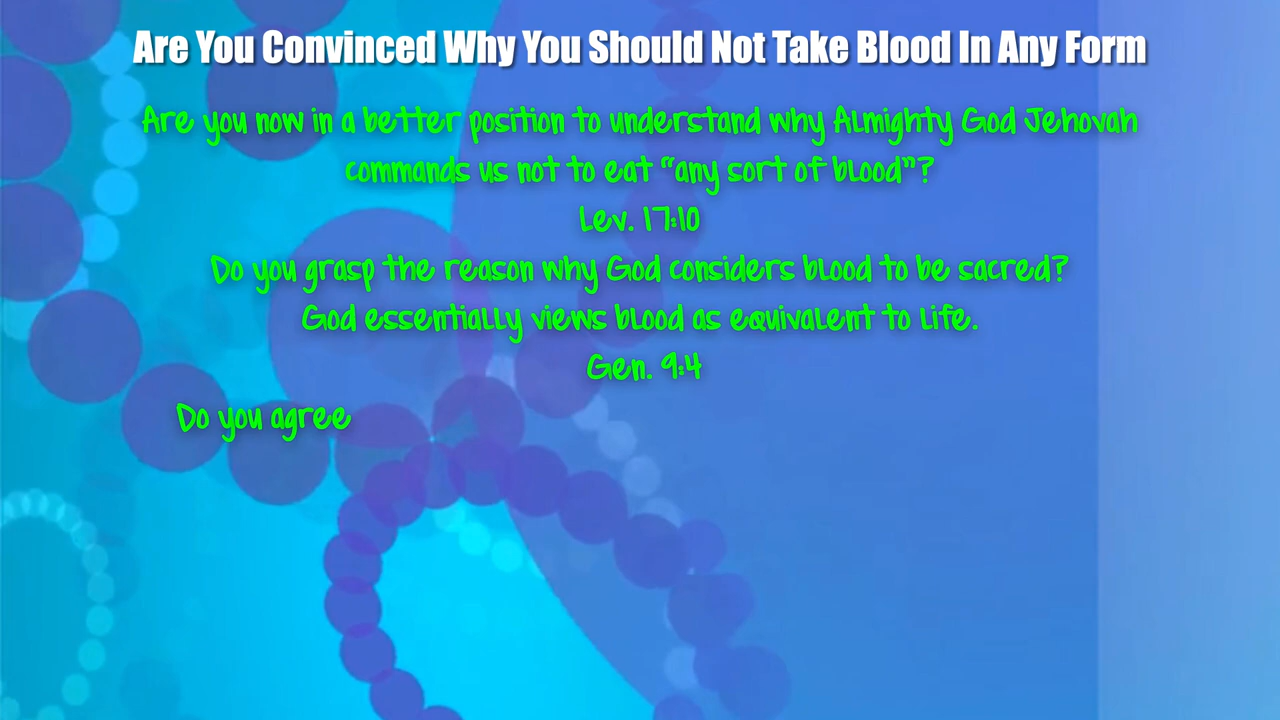 Are You Convinced Why You Should Not Take Blood In Any Form
Are you now in a better position to understand why Almighty God Jehovah
commands us not to eat “any sort of blood”?
Lev. 17:10
Do you grasp the reason why God considers blood to be sacred?
God essentially views blood as equivalent to life.
Gen. 9:4
Do you agree